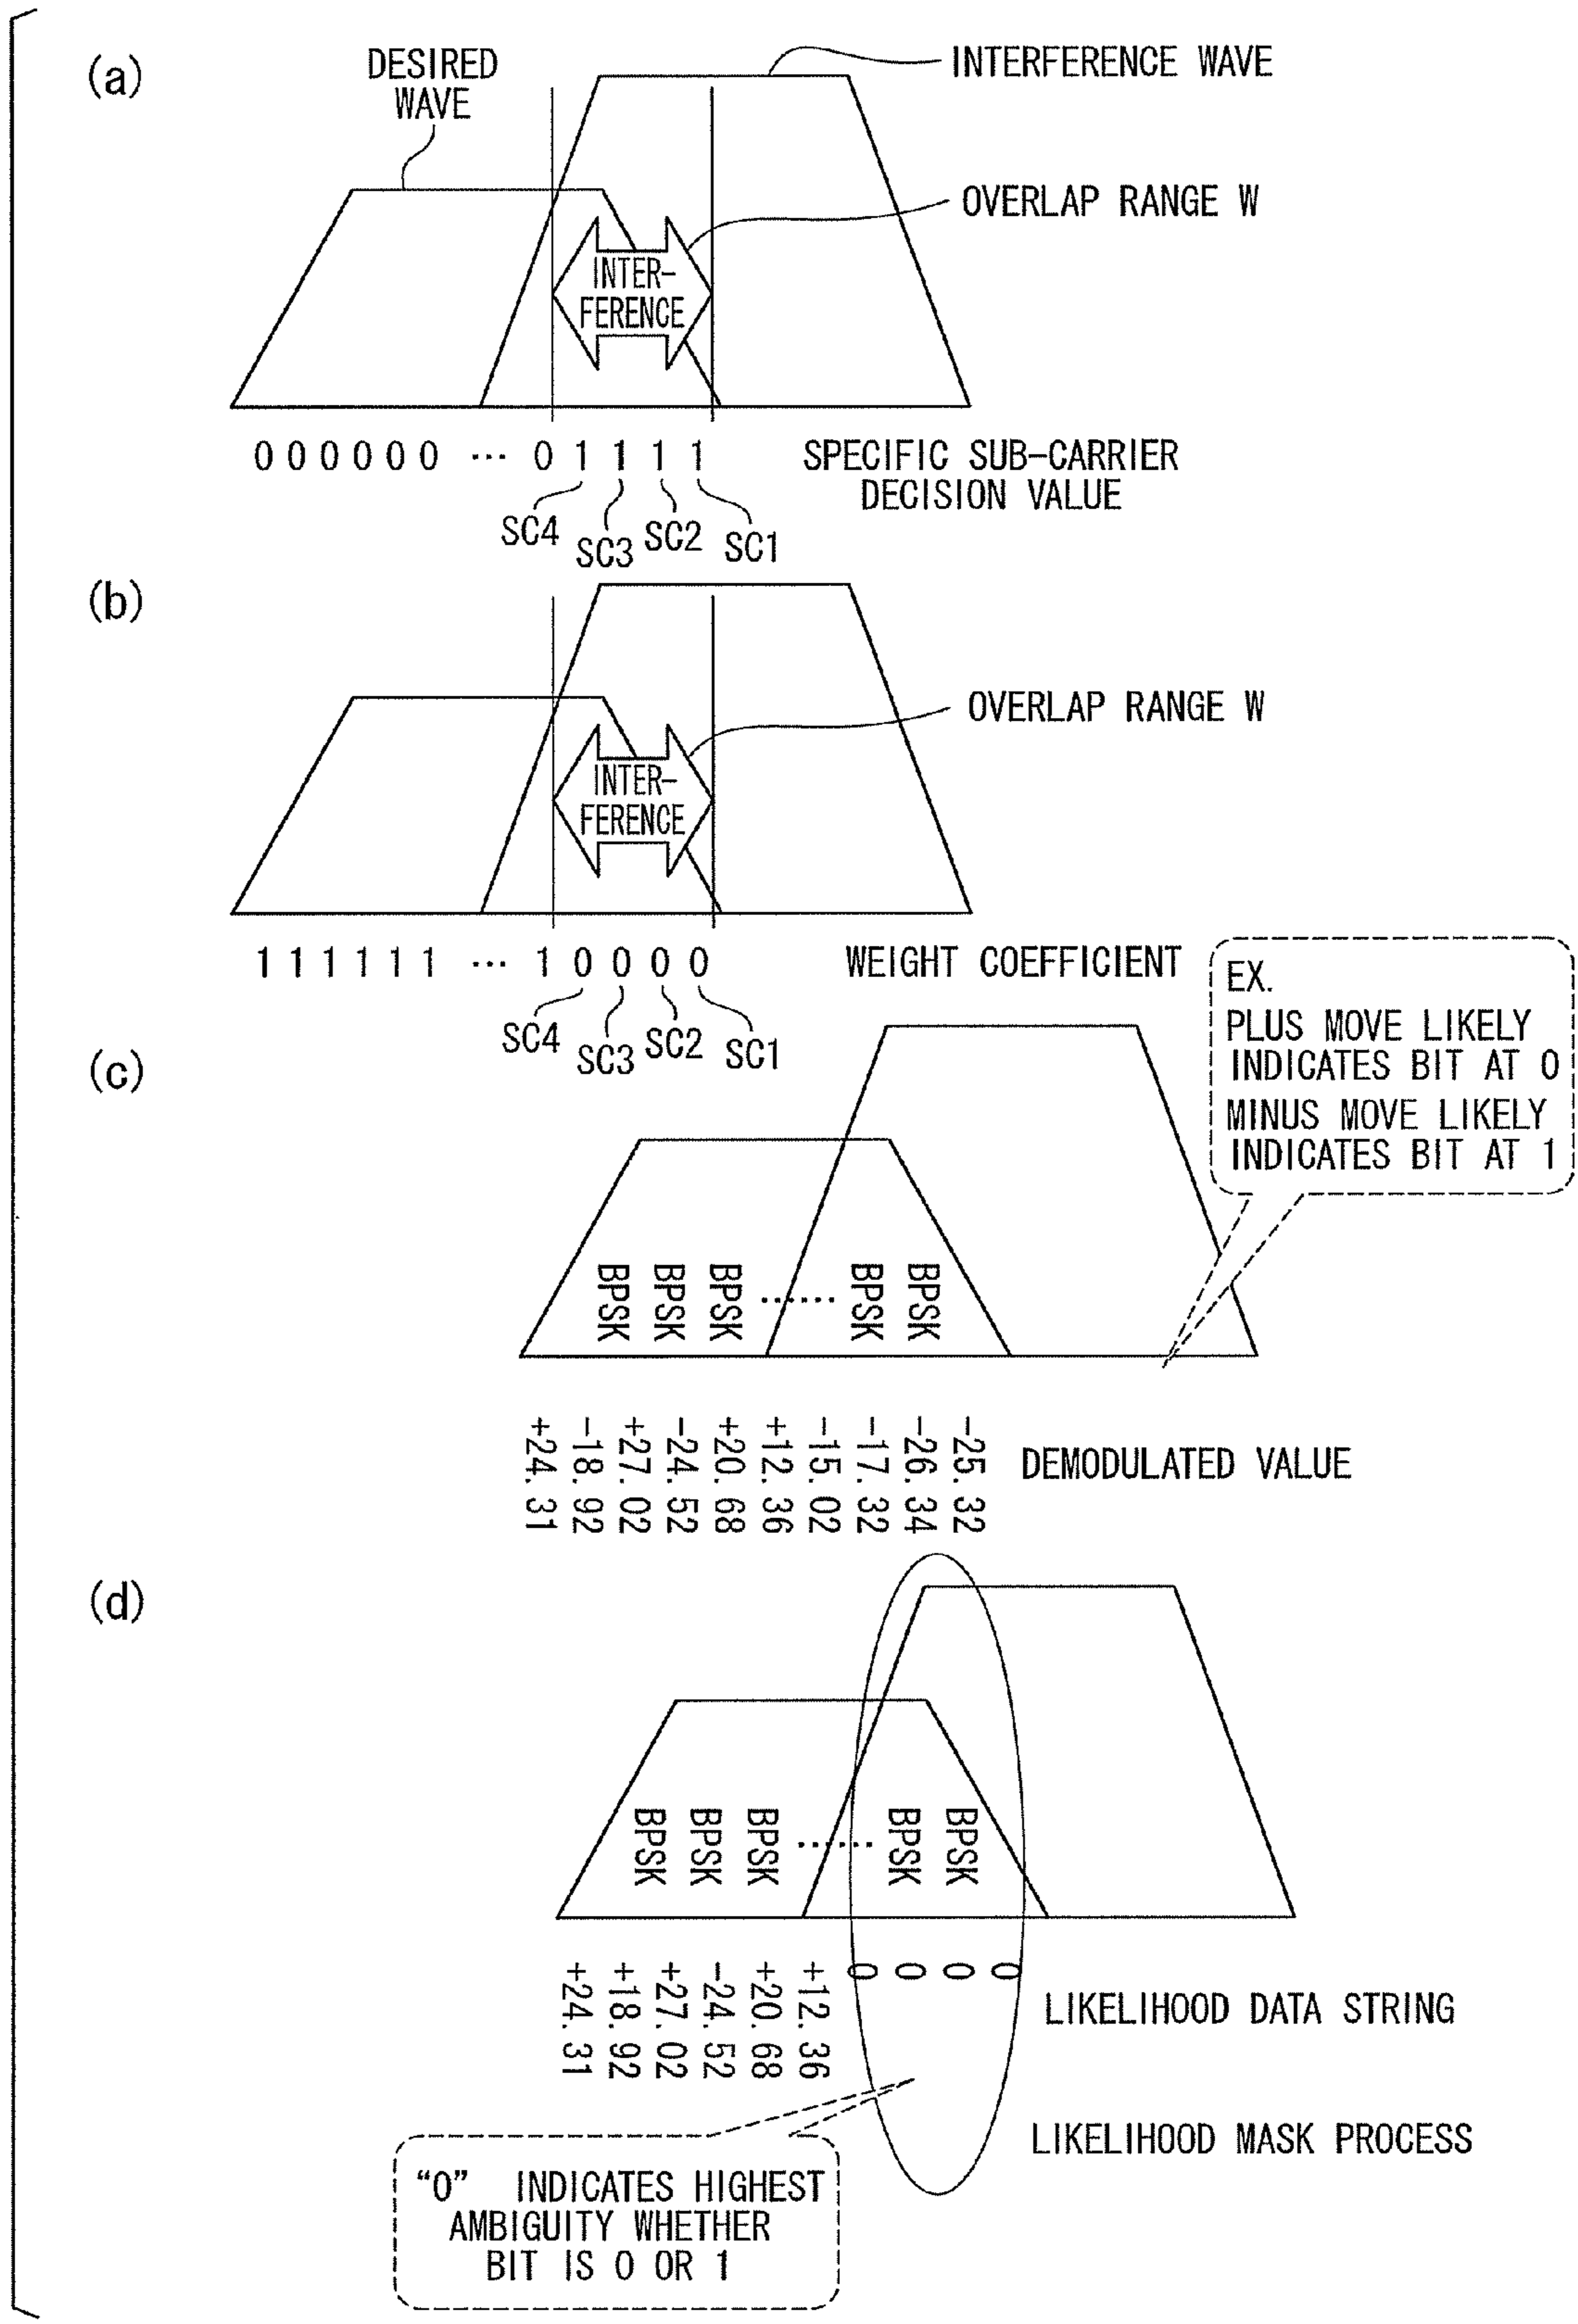 (a)
DESIRED
WAVE
INTERFERENCE WAVE
OVERLAP RANGE W
INTER-
FERENCE
0 0 0 0 0 0 ... 0 1 1 1 1
SPECIFIC SUB-CARRIER
DECISION VALUE
SC4
SC3
SC2
SC1
(b)
OVERLAP RANGE W
INTER-
FERENCE
1 1 1 1 1 1 ... 1 0 0 0 0
WEIGHT COEFFICIENT
SC4
SC3
SC2
SC1
EX.
PLUS MOVE LIKELY
INDICATES BIT AT 0
MINUS MOVE LIKELY
INDICATES BIT AT 1
(c)
BPSK
BPSK
BPSK
......
BPSK
BPSK
+24.31
-18.92
+27.02
-24.52
+20.68
+12.36
-15.02
-17.32
-26.34
-25.32
DEMODULATED VALUE
(d)
BPSK
BPSK
BPSK
......
BPSK
BPSK
+24.31
+18.92
+27.02
-24.52
+20.68
+12.36
0
0
0
0
LIKELIHOOD DATA STRING
LIKELIHOOD MASK PROCESS
“0” INDICATES HIGHEST
AMBIGUITY WHETHER
BIT IS 0 OR 1